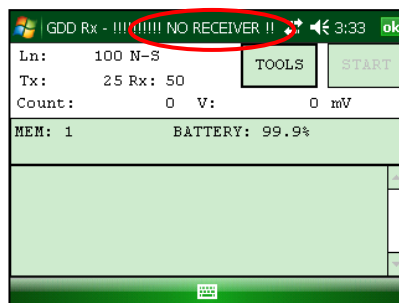 GDD Rx - !!!!!!!!!! NO RECEIVER !! 3:33 ok
Ln: 100 N-S
TOOLS START
Tx: 25 Rx: 50
Count: 0 V: 0 mV
MEM: 1 BATTERY: 99.9%